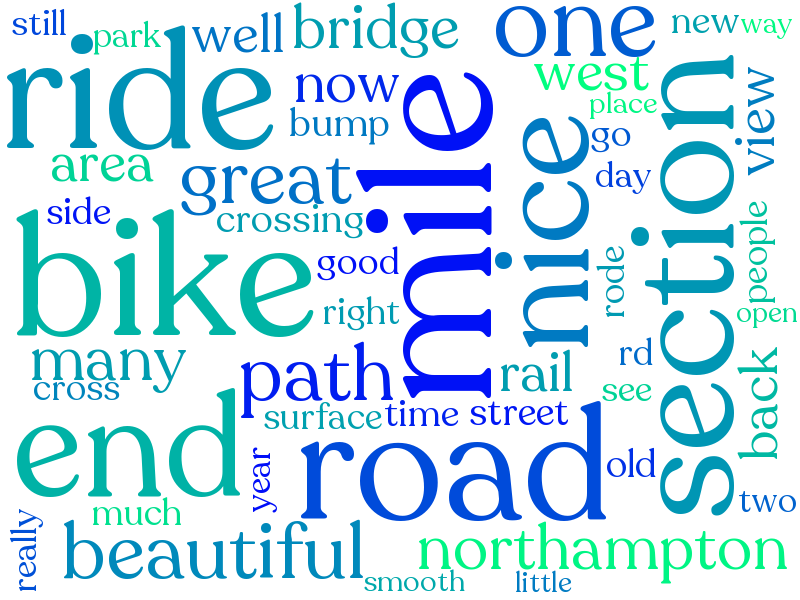 still
park
well
bridge
one
new
way
ride
now
mile
west
place
bump
nice
go
section
view
area
great
day
side
crossing
bike
good
rode
people
right
open
many
path
rail
rd
back
cross
see
surface
time
street
end
road
year
old
two
much
really
beautiful
northampton
smooth
little